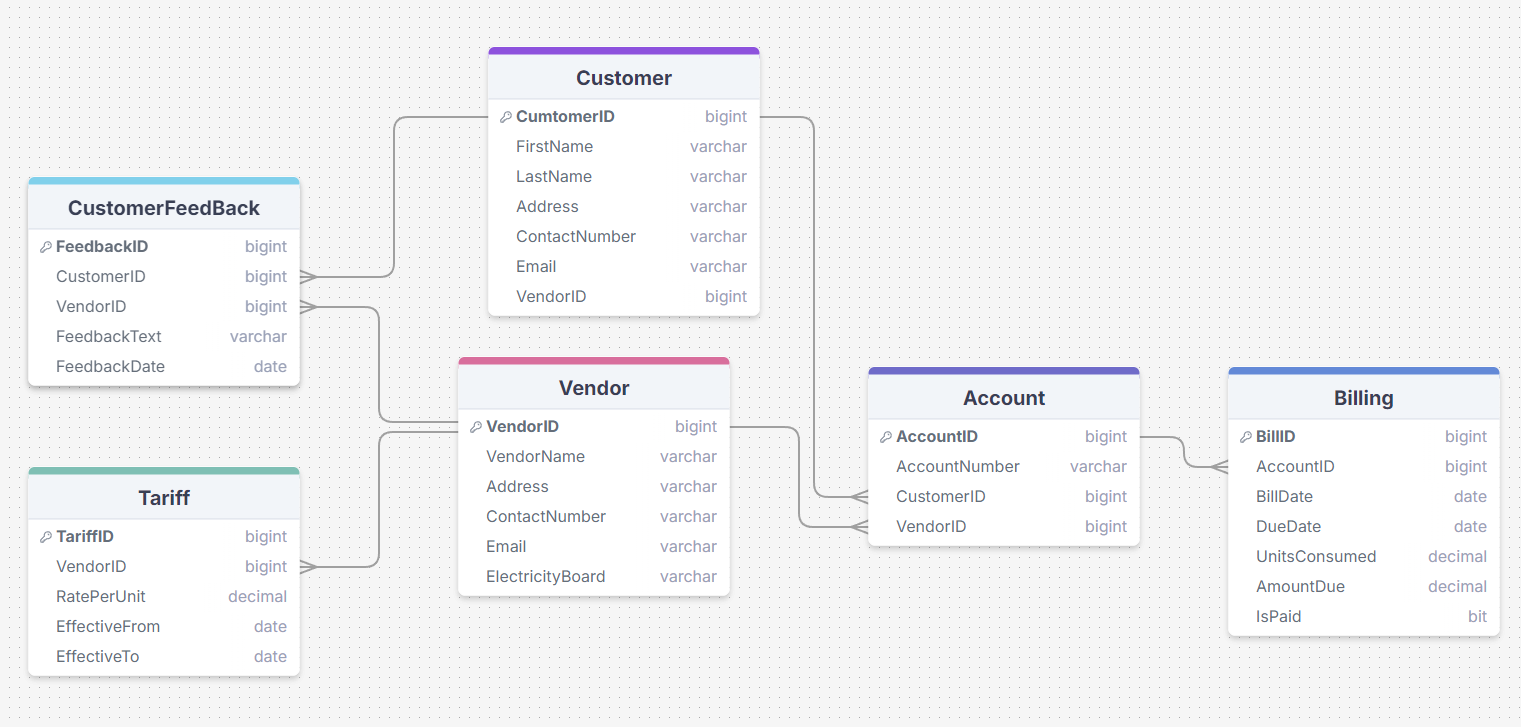 Customer
CumtomerID bigint
FirstName varchar
LastName varchar
Address varchar
ContactNumber varchar
Email varchar
VendorID bigint
CustomerFeedBack
FeedbackID bigint
CustomerID bigint
VendorID bigint
FeedbackText varchar
FeedbackDate date
Vendor
VendorID bigint
VendorName varchar
Address varchar
ContactNumber varchar
Email varchar
ElectricityBoard varchar
Tariff
TariffID bigint
VendorID bigint
RatePerUnit decimal
EffectiveFrom date
EffectiveTo date
Account
AccountID bigint
AccountNumber varchar
CustomerID bigint
VendorID bigint
Billing
BillID bigint
AccountID bigint
BillDate date
DueDate date
UnitsConsumed decimal
AmountDue decimal
IsPaid bit